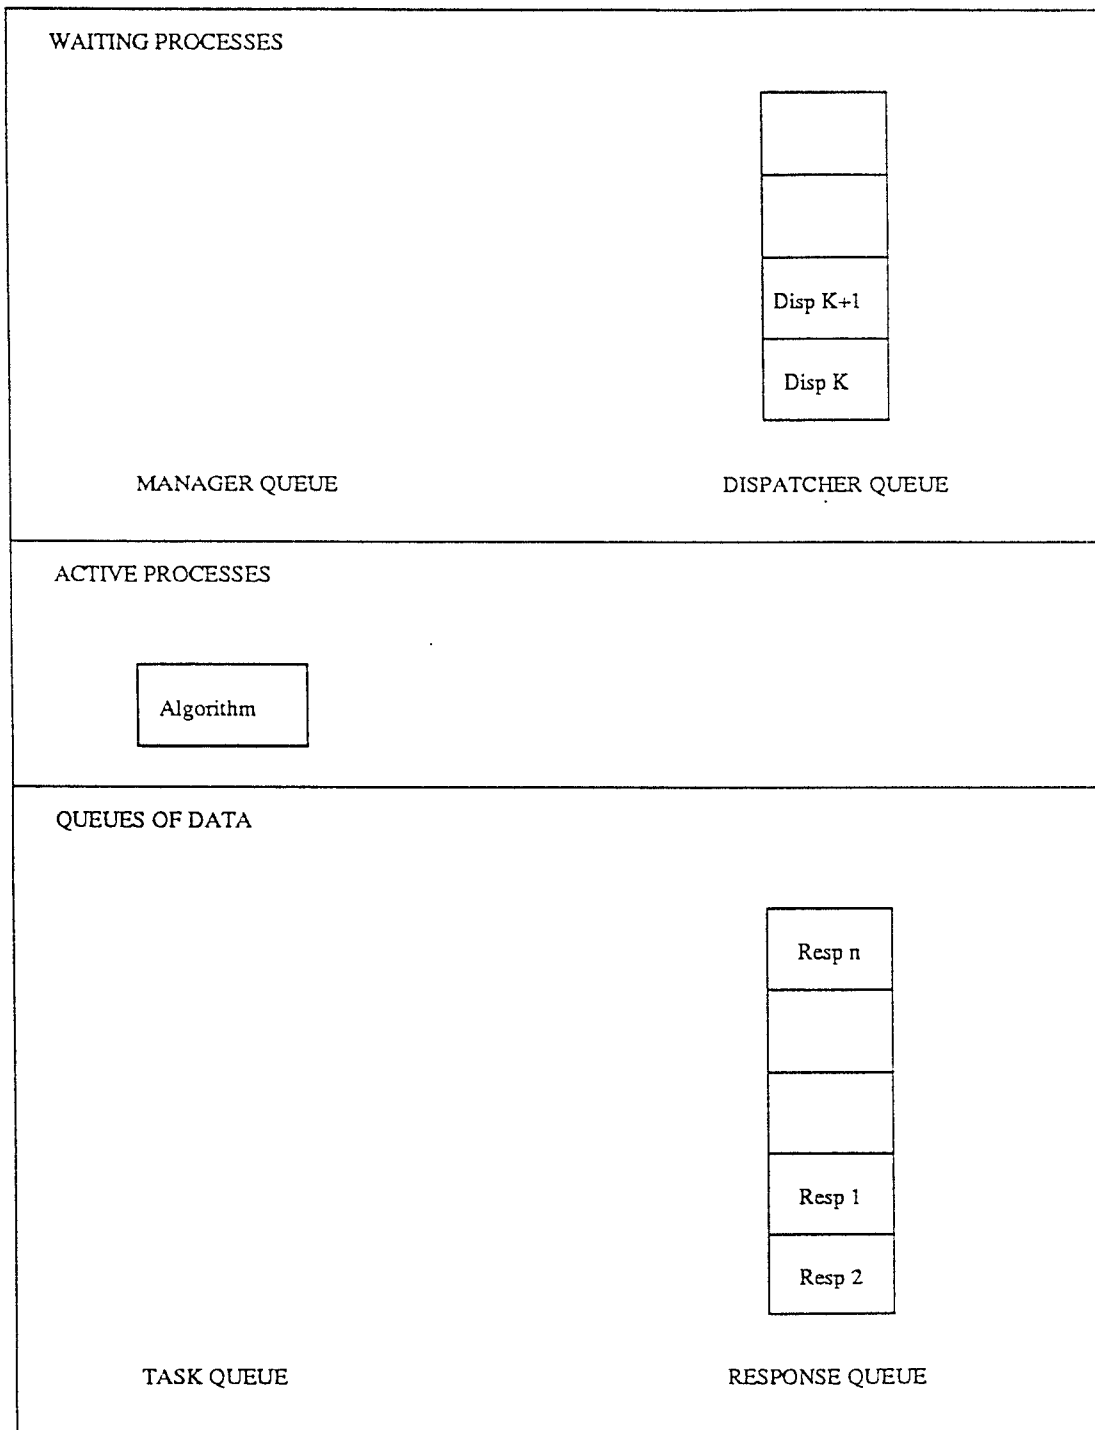 WAITING PROCESSES
Disp K+1
Disp K
MANAGER QUEUE
DISPATCHER QUEUE
ACTIVE PROCESSES
Algorithm
QUEUES OF DATA
Resp n
Resp 1
Resp 2
TASK QUEUE
RESPONSE QUEUE